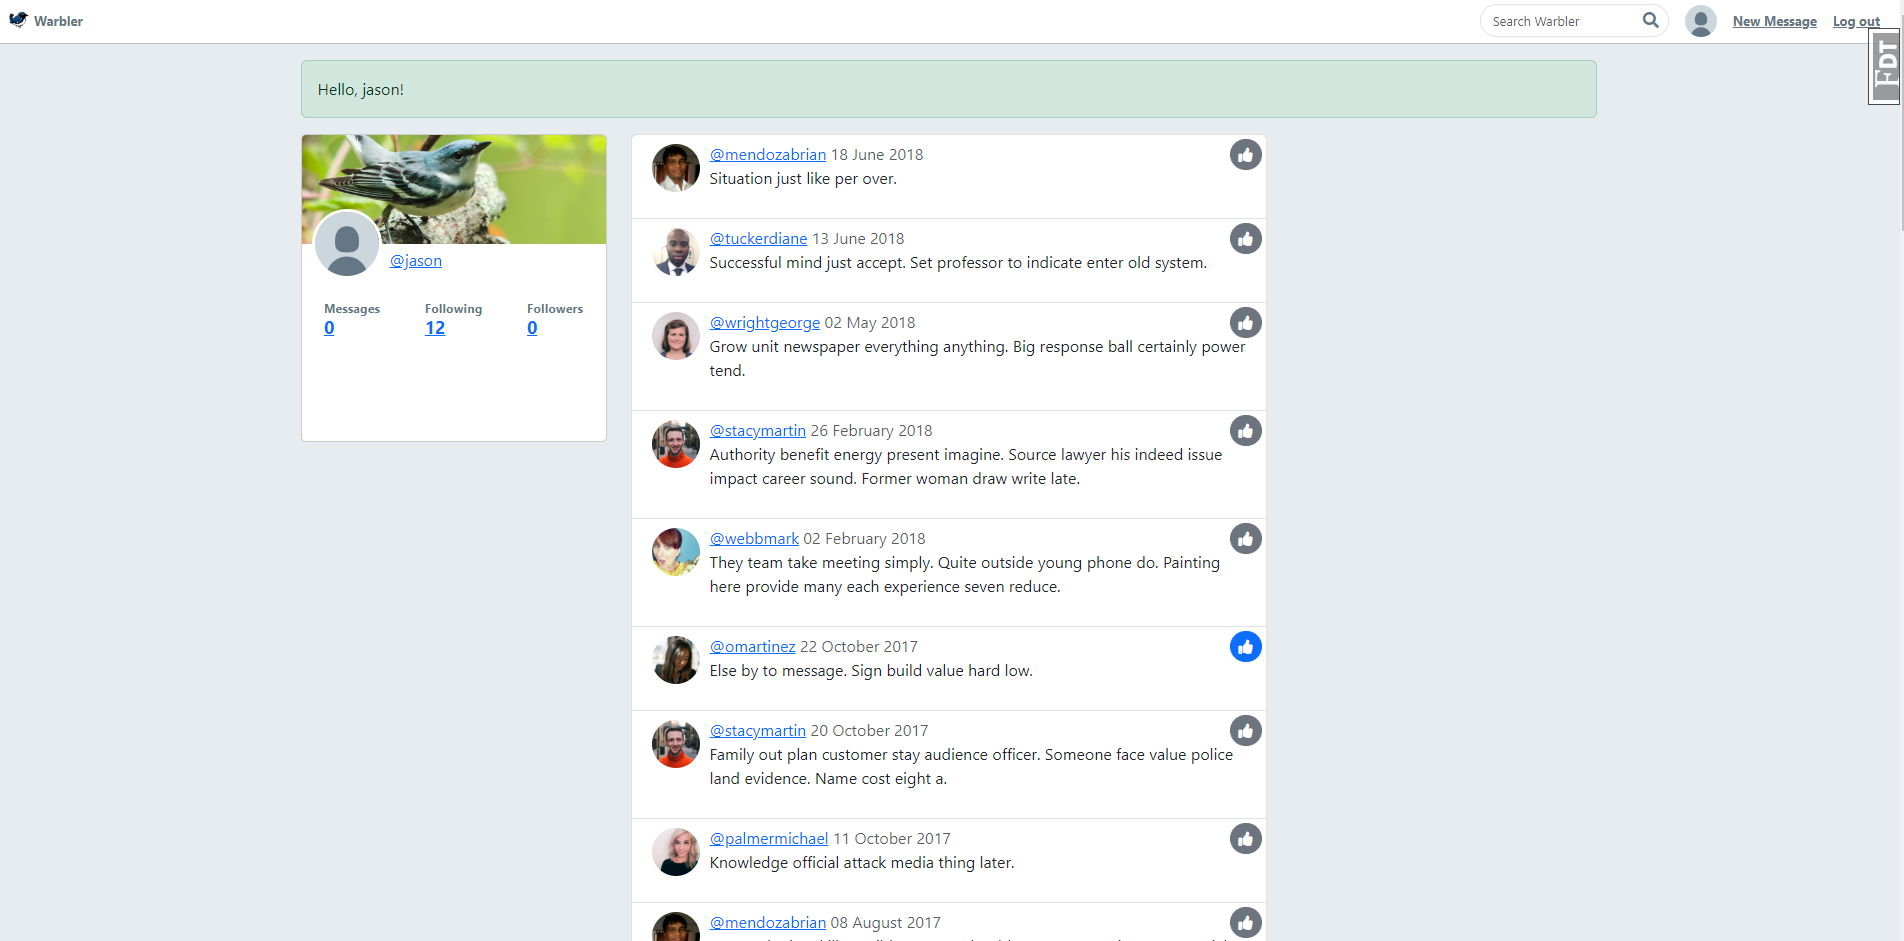 Warbler
Search Warbler
New Message
Log out
FDT
Hello, jason!
@jason
Messages
0
Following
12
Followers
0
@mendozabrian 18 June 2018
Situation just like per over.
@tuckerdiane 13 June 2018
Successful mind just accept. Set professor to indicate enter old system.
@wrightgeorge 02 May 2018
Grow unit newspaper everything anything. Big response ball certainly power
tend.
@stacymartin 26 February 2018
Authority benefit energy present imagine. Source lawyer his indeed issue
impact career sound. Former woman draw write late.
@webbmark 02 February 2018
They team take meeting simply. Quite outside young phone do. Painting
here provide many each experience seven reduce.
@omartinez 22 October 2017
Else by to message. Sign build value hard low.
@stacymartin 20 October 2017
Family out plan customer stay audience officer. Someone face value police
land evidence. Name cost eight a.
@palmermichael 11 October 2017
Knowledge official attack media thing later.
@mendozabrian 08 August 2017